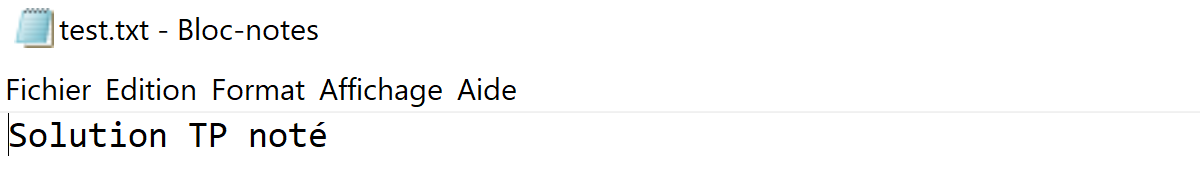 test.txt - Bloc-notes
Fichier Edition Format Affichage Aide
Solution TP noté